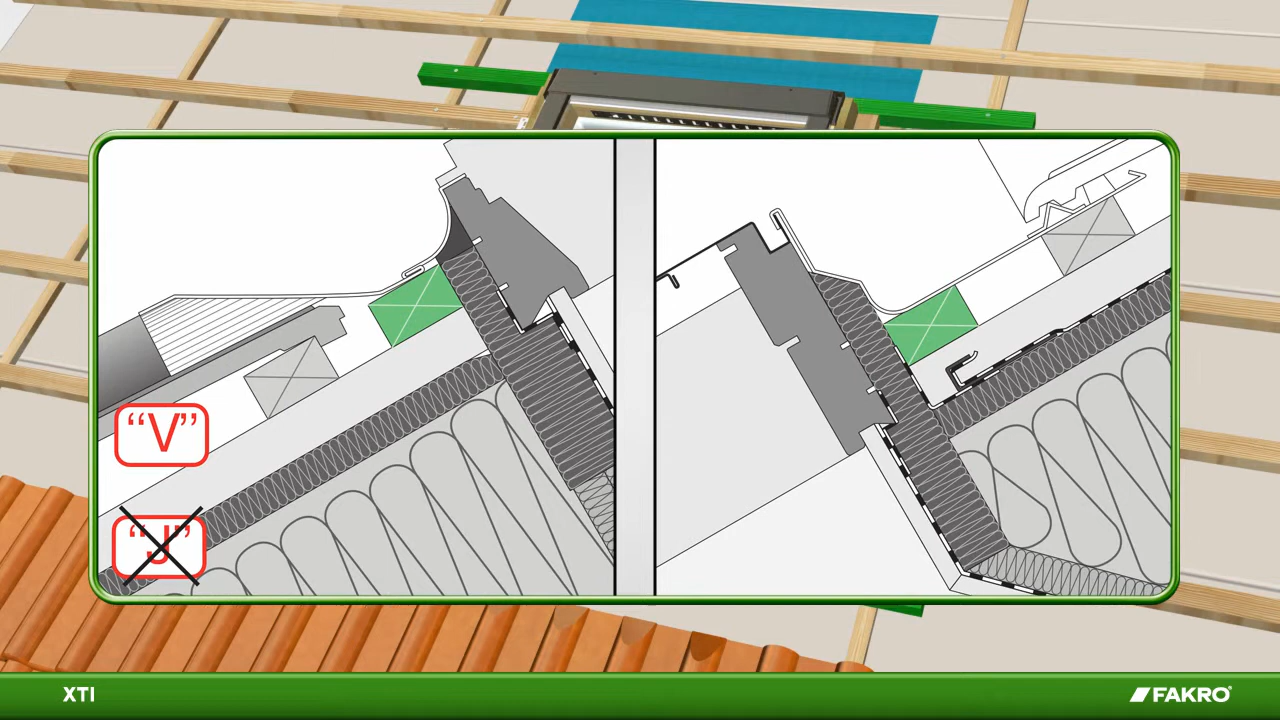 “V”
“J”
XTI
FAKRO